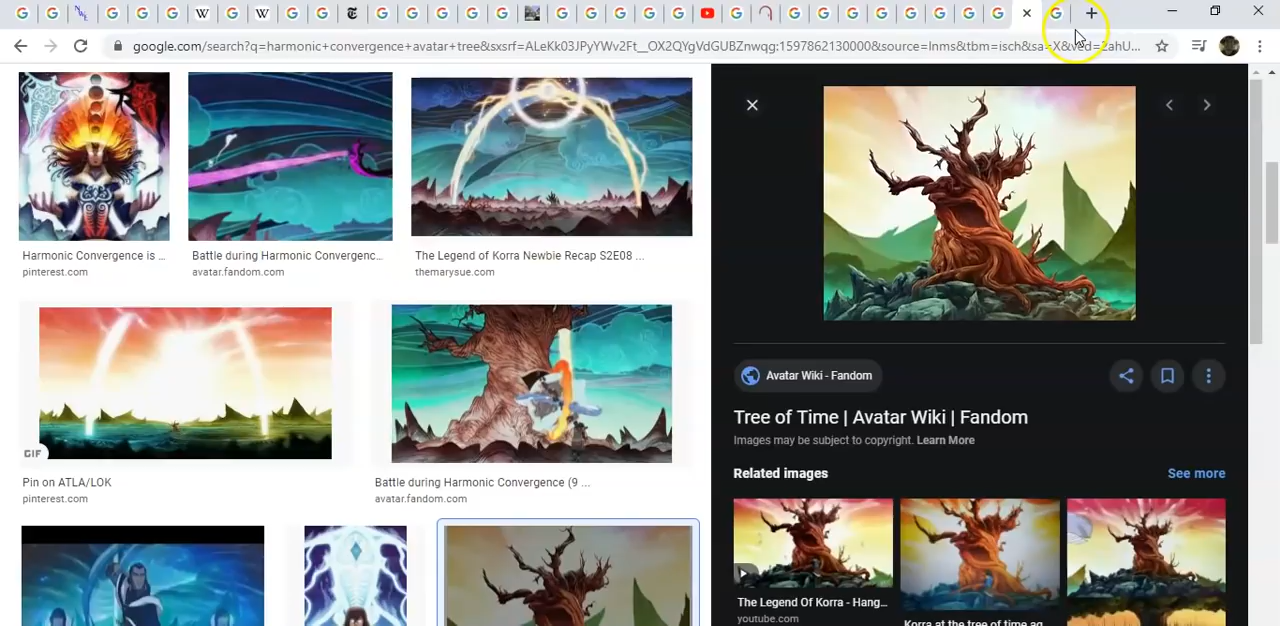 google.com/search?q=harmonic+convergence+avatar+tree&sxsrf=ALeKk03JPyYWv2Ft_OX2QYgVdGUBZnwqg:1597862130000&source=lnms&tbm=isch&sa=X&ved=2ahU...
Harmonic Convergence is ...
pinterest.com
Battle during Harmonic Convergenc...
avatar.fandom.com
The Legend of Korra Newbie Recap S2E08 ...
themarysue.com
GIF
Pin on ATLA/LOK
pinterest.com
Battle during Harmonic Convergence (9 ...
avatar.fandom.com
Avatar Wiki - Fandom
Tree of Time | Avatar Wiki | Fandom
Images may be subject to copyright. Learn More
Related images
See more
The Legend Of Korra - Hang...
youtube.com
Korra at the tree of time ag...